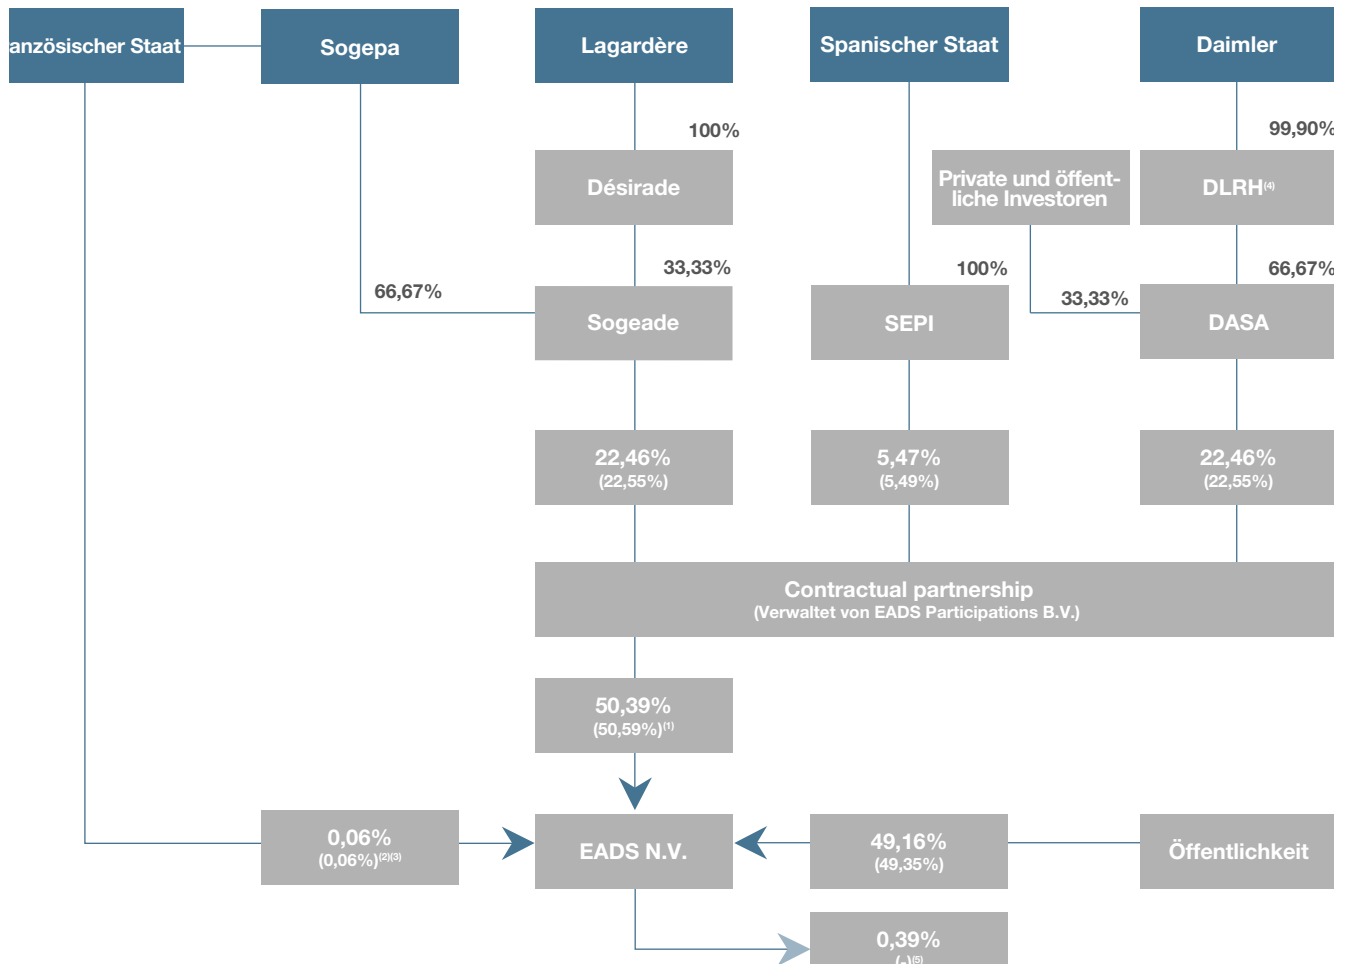 anzösischer Staat
Sogepa
Lagardère
Spanischer Staat
Daimler
100%
99,90%
Désirade
Private und öffent-
liche Investoren
DLRH(4)
66,67%
33,33%
100%
33,33%
66,67%
Sogeade
SEPI
DASA
22,46%
(22,55%)
5,47%
(5,49%)
22,46%
(22,55%)
Contractual partnership
(Verwaltet von EADS Participations B.V.)
50,39%
(50,59%)(1)
0,06%
(0,06%)(2)(3)
EADS N.V.
49,16%
(49,35%)
Öffentlichkeit
0,39%
(-)(5)